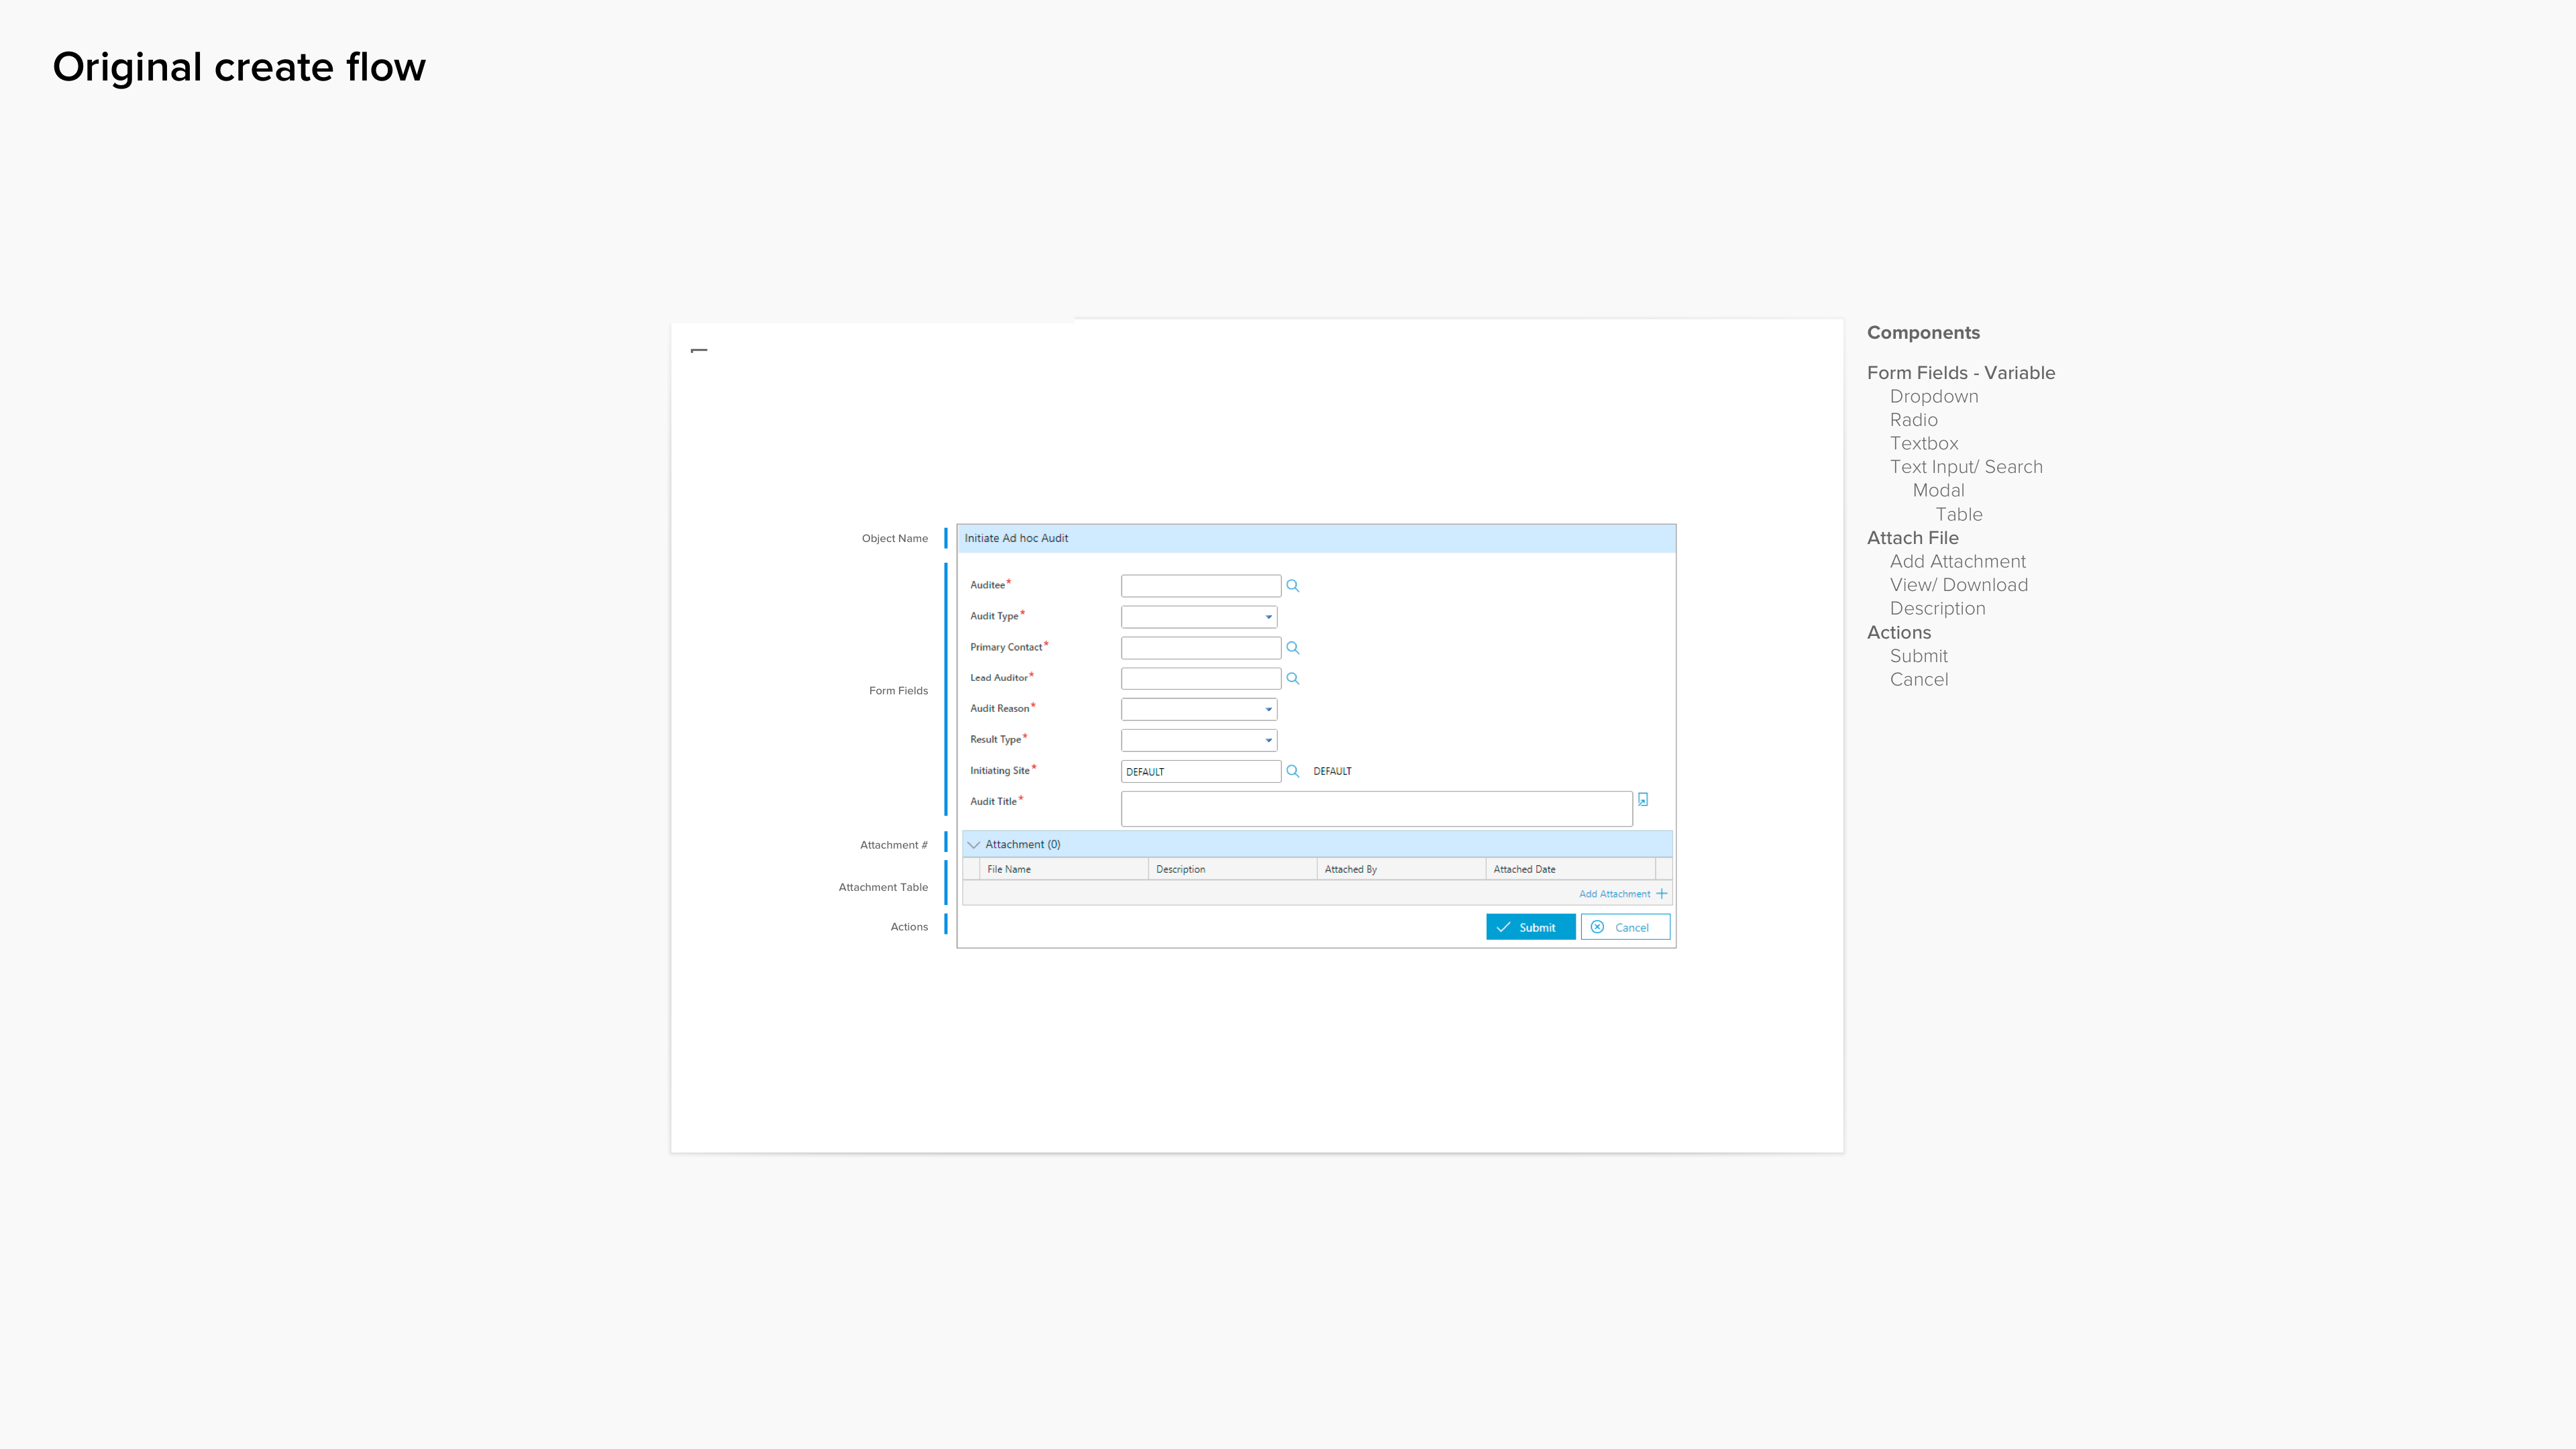 Original create flow
Components
Form Fields - Variable
Dropdown
Radio
Textbox
Text Input/ Search
Modal
Table
Attach File
Add Attachment
View/ Download
Description
Actions
Submit
Cancel
Object Name
Initiate Ad hoc Audit
Form Fields
Auditee*
Audit Type*
Primary Contact*
Lead Auditor*
Audit Reason*
Result Type*
Initiating Site* DEFAULT DEFAULT
Audit Title*
Attachment # Attachment (0)
Attachment Table
File Name Description Attached By Attached Date
Add Attachment +
Actions
Submit Cancel